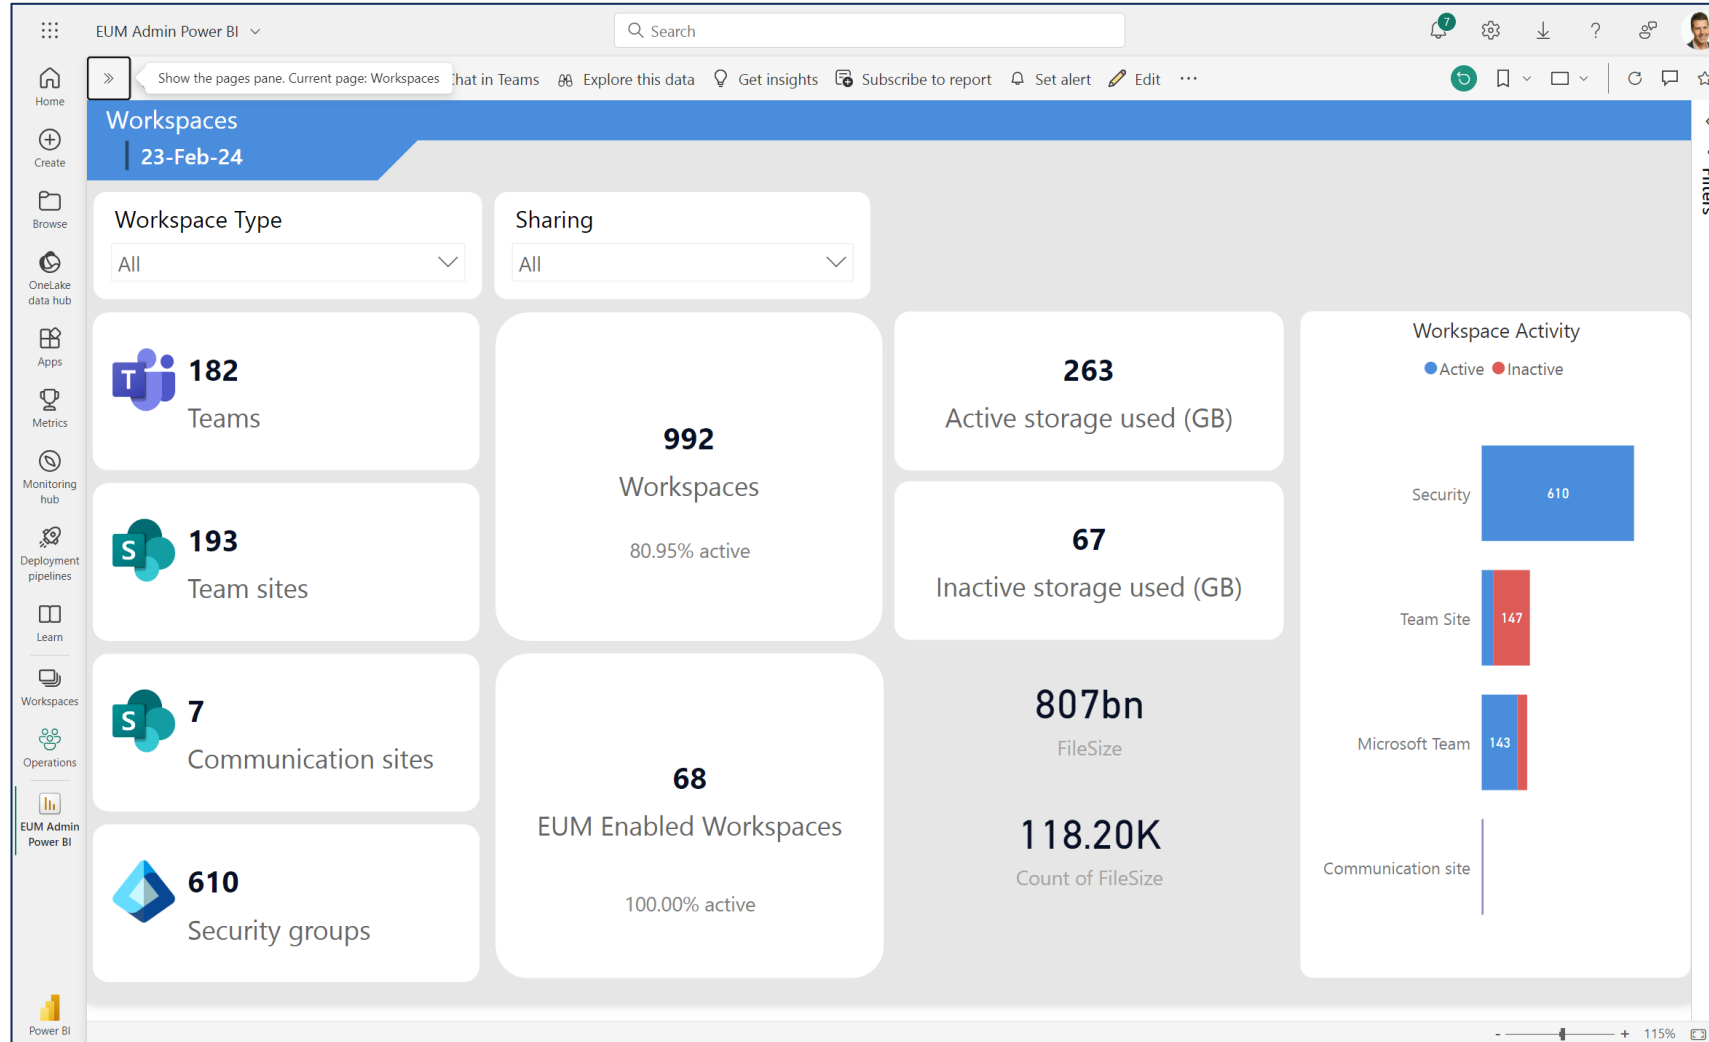 EUM Admin Power BI
Search
7
Home
Create
Browse
OneLake
data hub
Apps
Metrics
Monitoring
hub
Deployment
pipelines
Learn
Workspaces
Operations
EUM Admin
Power BI
Power BI
Show the pages pane. Current page: Workspaces
hat in Teams
Explore this data
Get insights
Subscribe to report
Set alert
Edit
Workspaces
23-Feb-24
Filters
Workspace Type
All
Sharing
All
T
182
Teams
S
193
Team sites
S
7
Communication sites
610
Security groups
992
Workspaces
80.95% active
68
EUM Enabled Workspaces
100.00% active
263
Active storage used (GB)
67
Inactive storage used (GB)
807bn
FileSize
118.20K
Count of FileSize
Workspace Activity
Active Inactive
Security 610
Team Site 147
Microsoft Team 143
Communication site
- + 115%